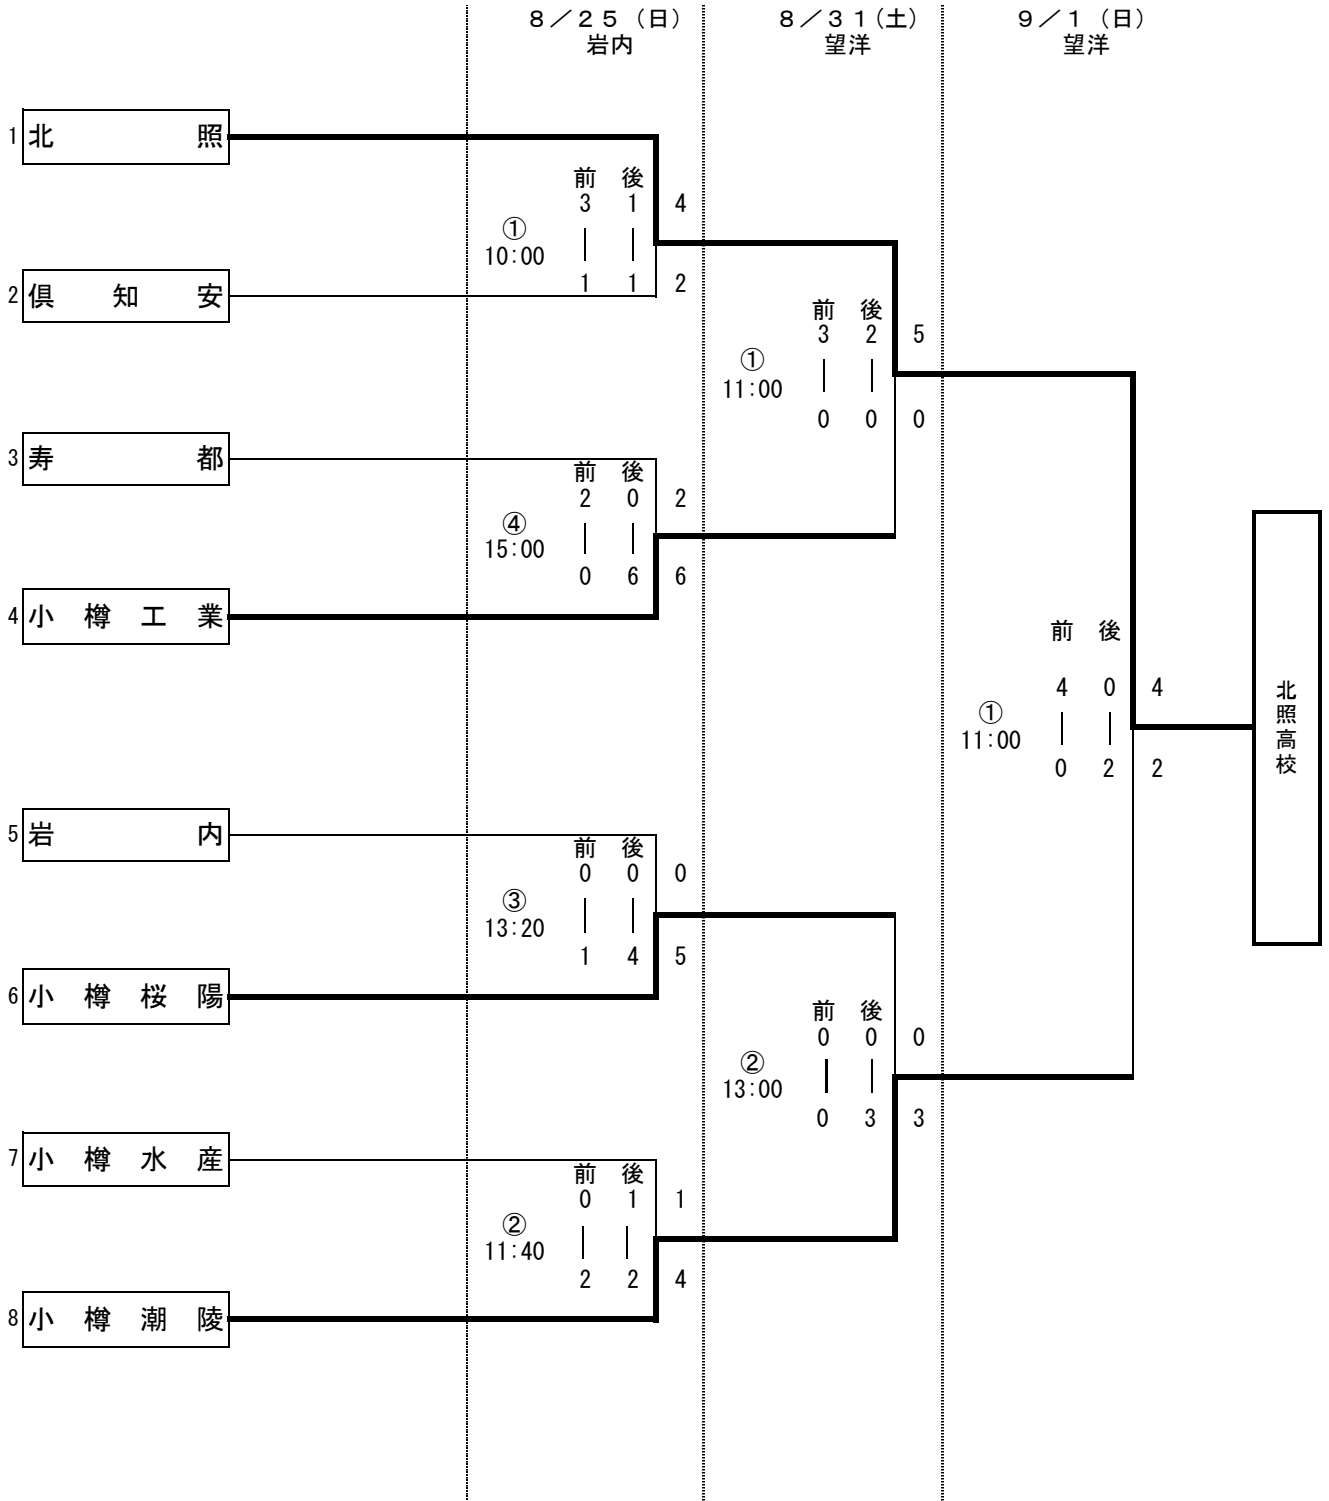 8／25（日）
岩内
8／31(土)
望洋
9／1（日）
望洋
1 北照
前 後
3 1 4
①
10:00
1 1 2
2 倶知安
前 後
3 2 5
①
11:00
0 0 0
3 寿都
前 後
2 0 2
④
15:00
0 6 6
4 小樽工業
前 後
4 0 4
①
11:00
0 2 2
北照高校
5 岩内
前 後
0 0 0
③
13:20
1 4 5
6 小樽桜陽
前 後
0 0 0
②
13:00
0 3 3
7 小樽水産
前 後
0 1 1
②
11:40
2 2 4
8 小樽潮陵